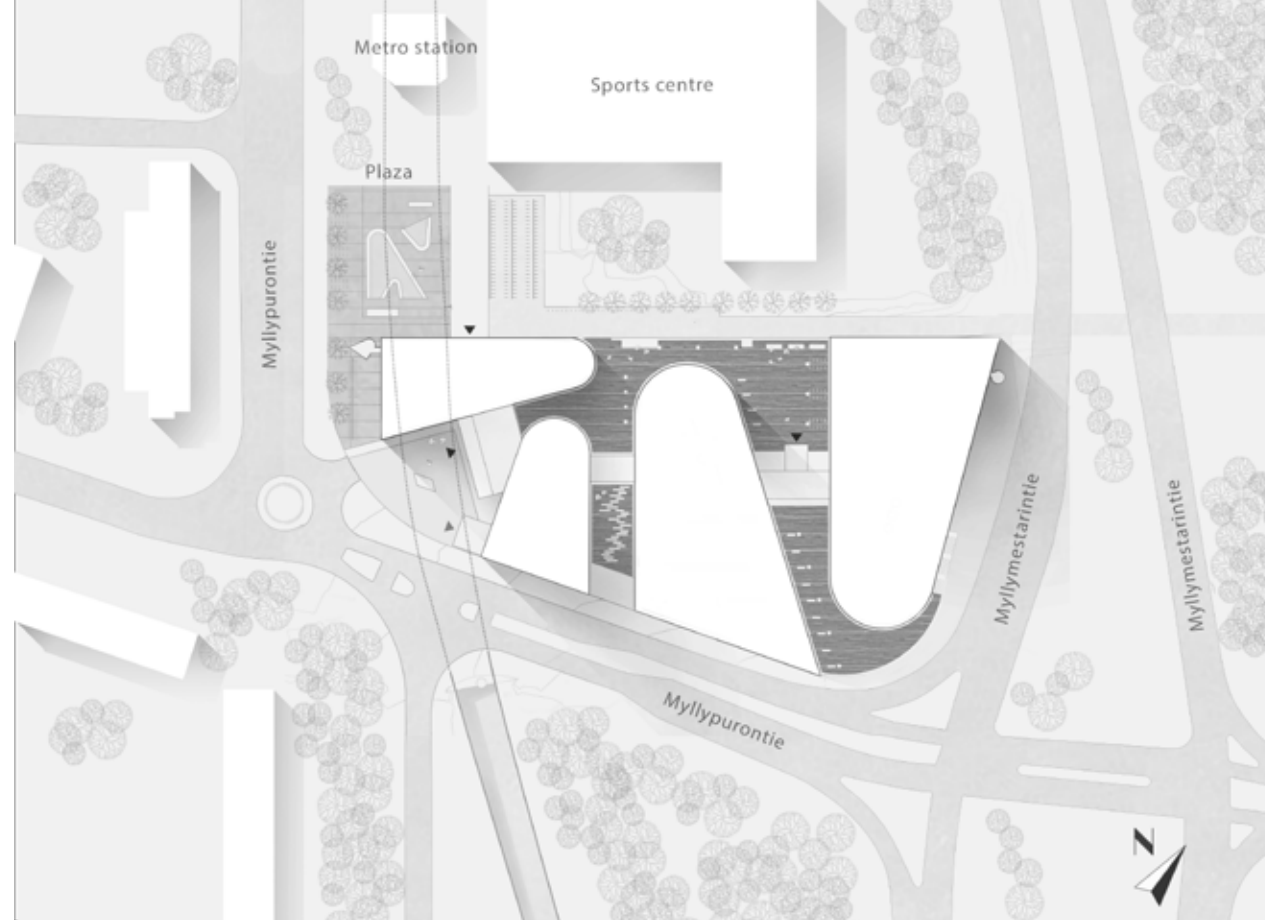 Metro station
Sports centre
Plaza
Myllypurontie
Myllymestarintie
Myllymestarintie
Myllypurontie
N